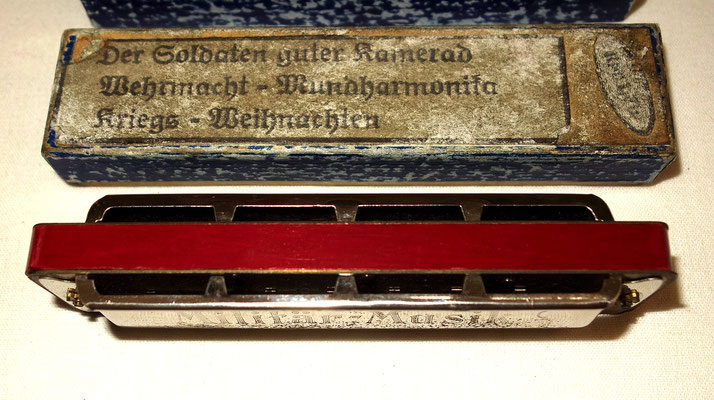 Der Soldaten guter Kamerad
Wehrmacht - Mundharmonika
Kriegs - Weihnachten
Militär-Musik